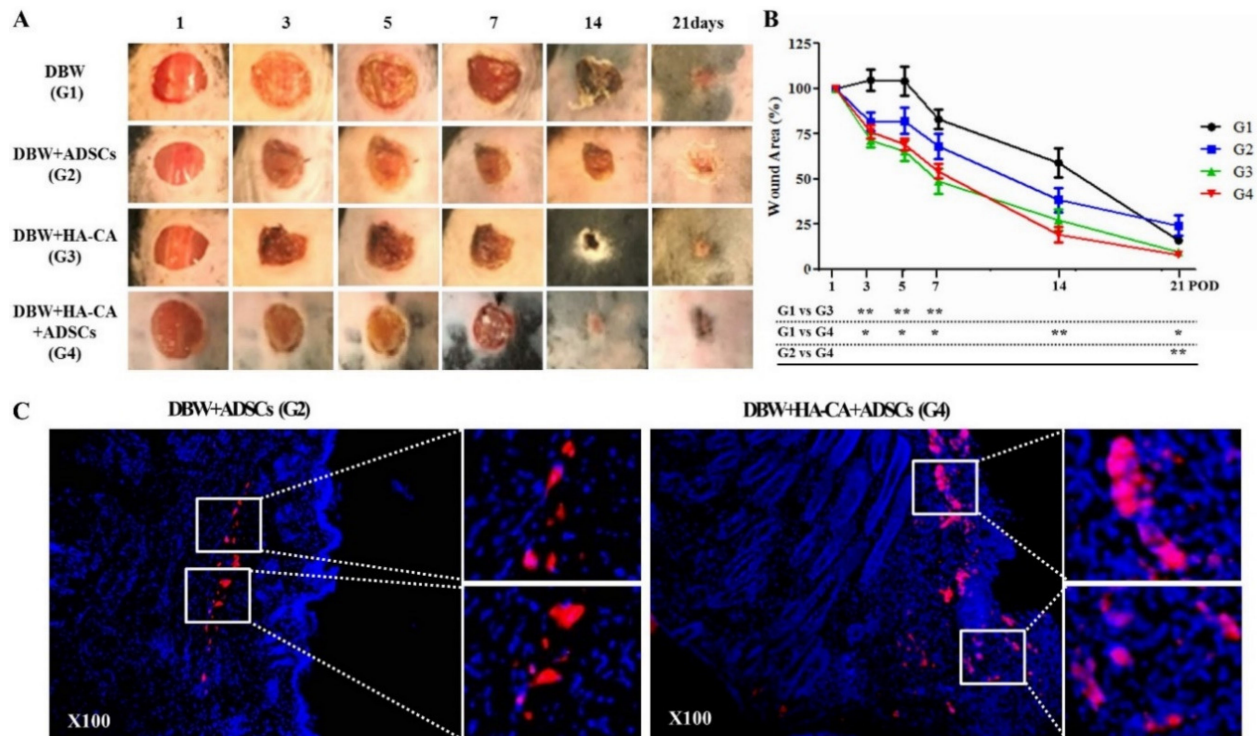 A
1 3 5 7 14 21days
DBW
(G1)
DBW+ADSCs
(G2)
DBW+HA-CA
(G3)
DBW+HA-CA
+ADSCs
(G4)
B
Wound Area (%)
125
100
75
50
25
0
1 3 5 7 14 21 POD
G1
G2
G3
G4
G1 vs G3 ** ** **
G1 vs G4 * * * ** *
G2 vs G4 **
C
DBW+ADSCs (G2)
DBW+HA-CA+ADSCs (G4)
X100
X100